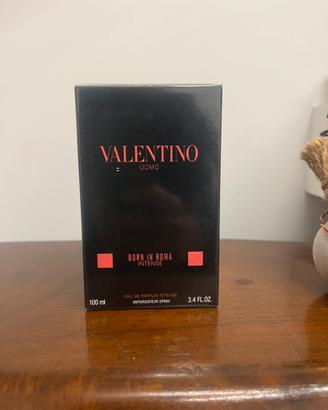 VALENTINO
UOMO
BORN IN ROMA
INTENSE
EAU DE PARFUM INTENSE
VAPORISATEUR SPRAY
100 ml
3.4 FL.OZ.